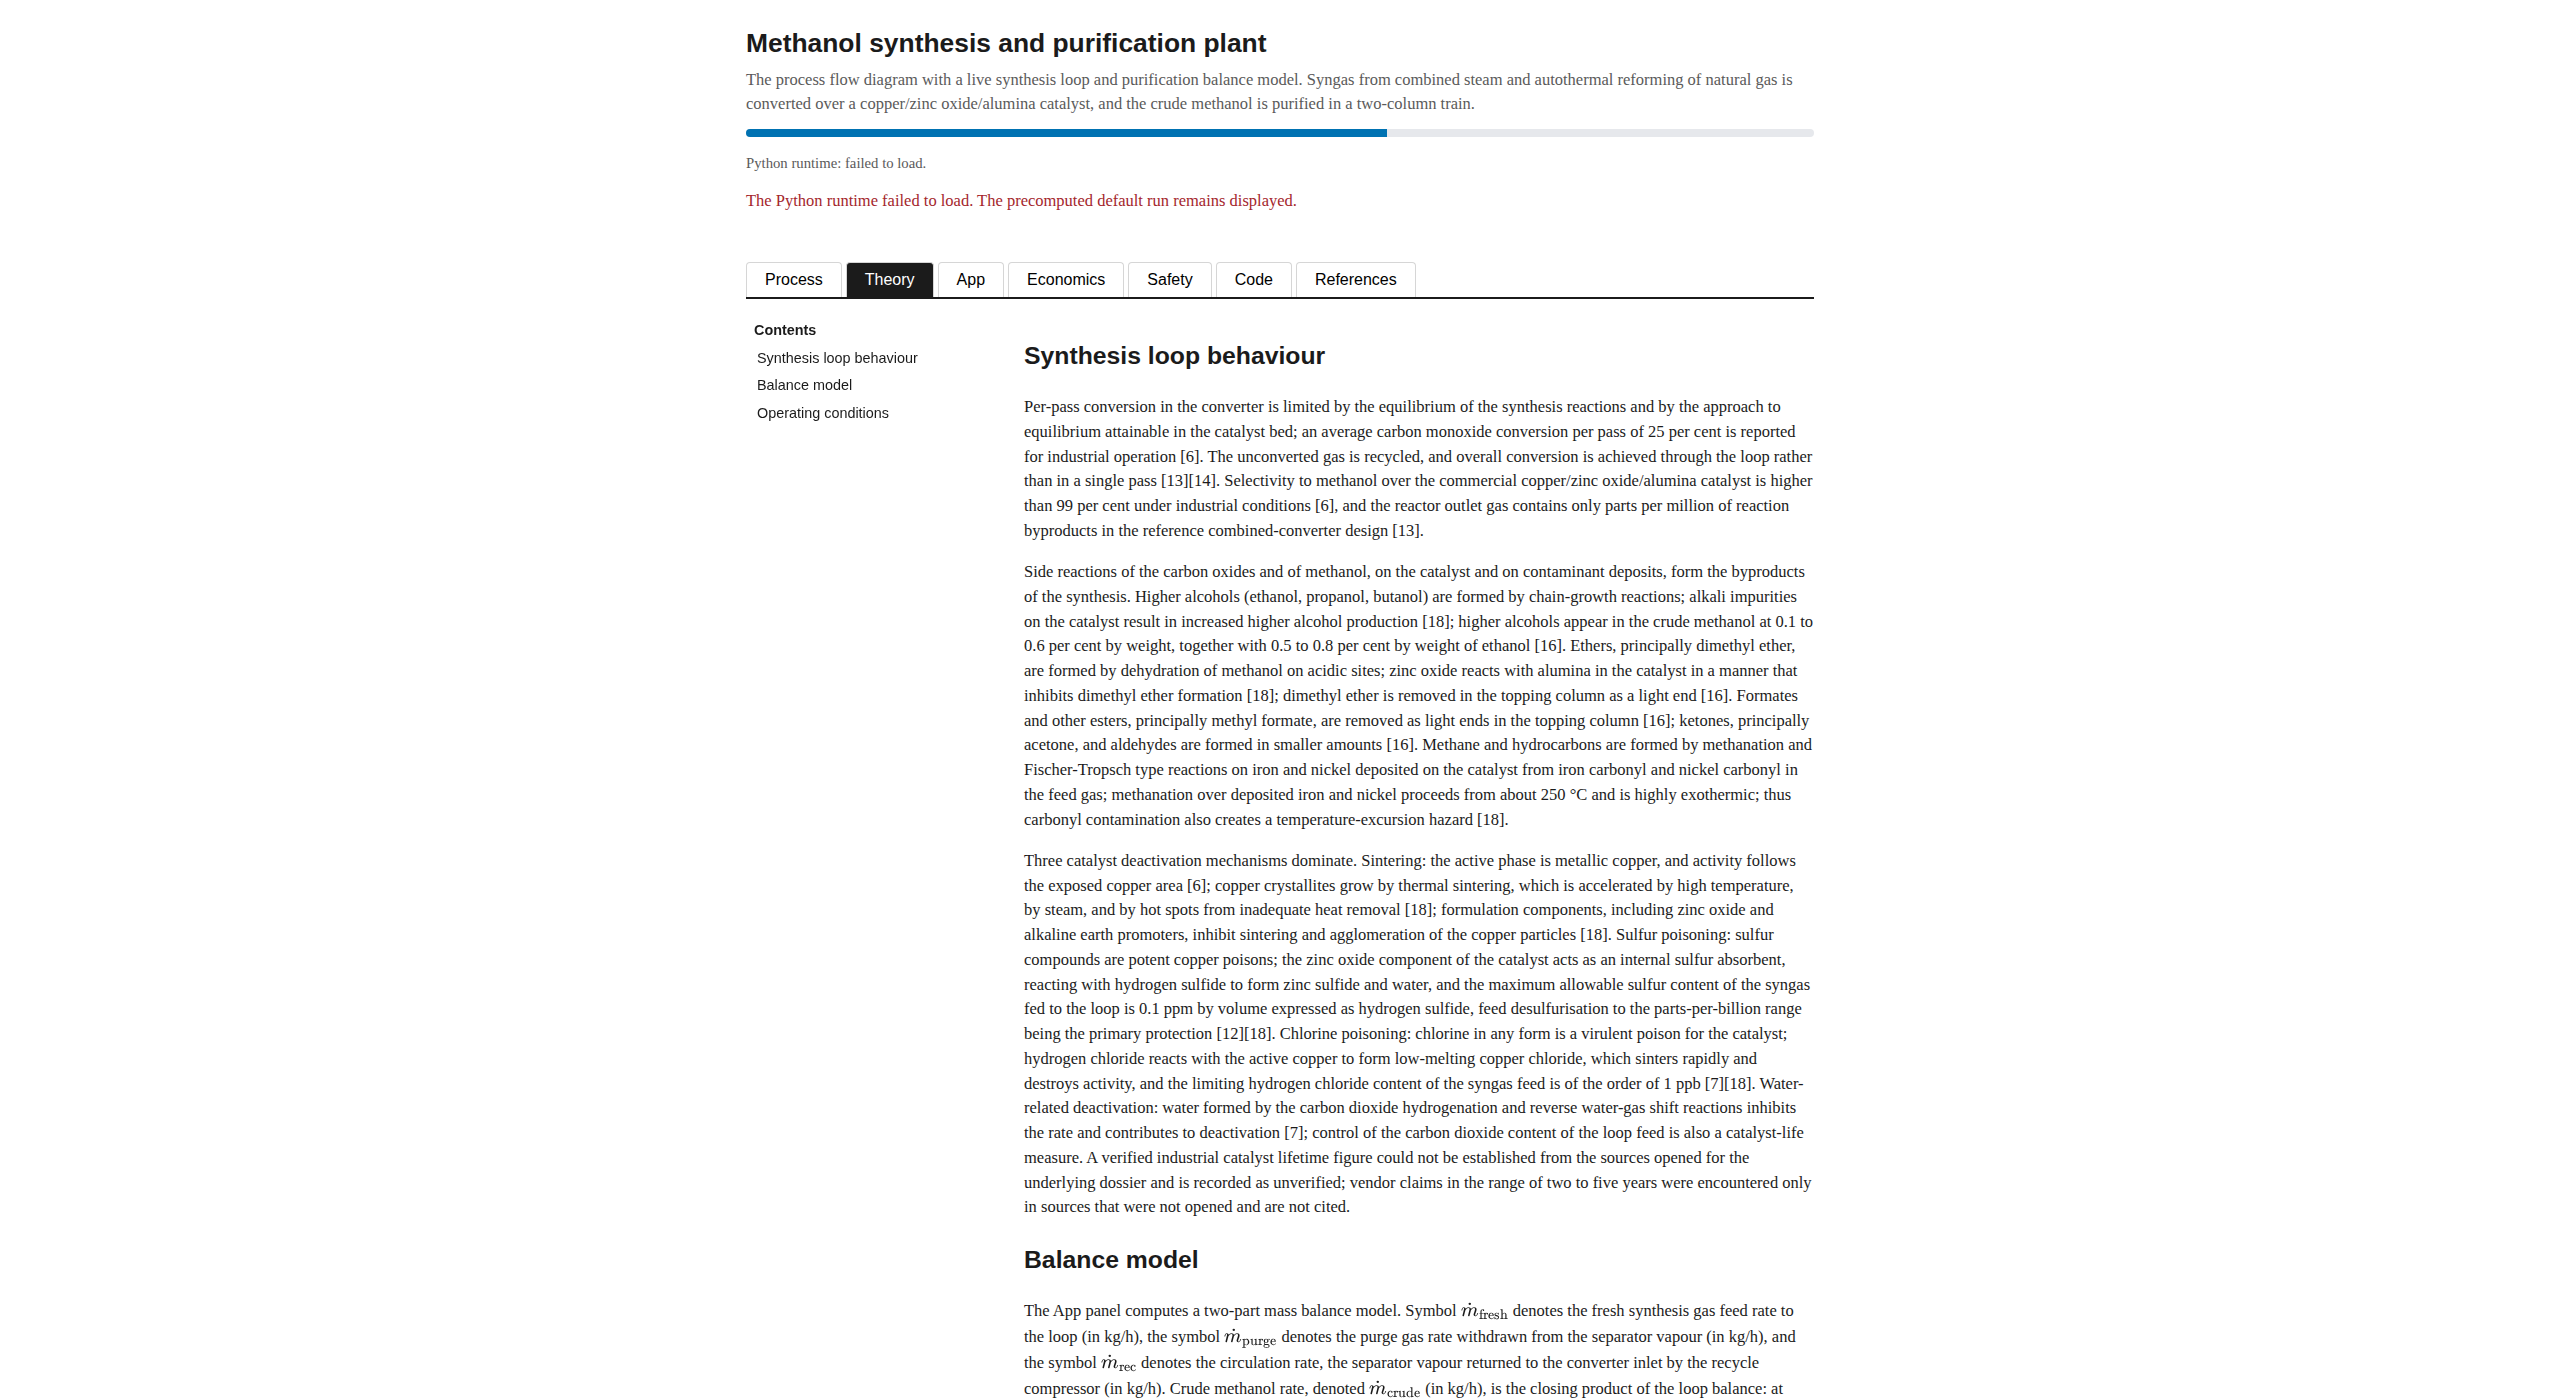 Methanol synthesis and purification plant
The process flow diagram with a live synthesis loop and purification balance model. Syngas from combined steam and autothermal reforming of natural gas is
converted over a copper/zinc oxide/alumina catalyst, and the crude methanol is purified in a two-column train.
Python runtime: failed to load.
The Python runtime failed to load. The precomputed default run remains displayed.
Process Theory App Economics Safety Code References
Contents
Synthesis loop behaviour
Balance model
Operating conditions
Synthesis loop behaviour
Per-pass conversion in the converter is limited by the equilibrium of the synthesis reactions and by the approach to
equilibrium attainable in the catalyst bed; an average carbon monoxide conversion per pass of 25 per cent is reported
for industrial operation [6]. The unconverted gas is recycled, and overall conversion is achieved through the loop rather
than in a single pass [13][14]. Selectivity to methanol over the commercial copper/zinc oxide/alumina catalyst is higher
than 99 per cent under industrial conditions [6], and the reactor outlet gas contains only parts per million of reaction
byproducts in the reference combined-converter design [13].
Side reactions of the carbon oxides and of methanol, on the catalyst and on contaminant deposits, form the byproducts
of the synthesis. Higher alcohols (ethanol, propanol, butanol) are formed by chain-growth reactions; alkali impurities
on the catalyst result in increased higher alcohol production [18]; higher alcohols appear in the crude methanol at 0.1 to
0.6 per cent by weight, together with 0.5 to 0.8 per cent by weight of ethanol [16]. Ethers, principally dimethyl ether,
are formed by dehydration of methanol on acidic sites; zinc oxide reacts with alumina in the catalyst in a manner that
inhibits dimethyl ether formation [18]; dimethyl ether is removed in the topping column as a light end [16]. Formates
and other esters, principally methyl formate, are removed as light ends in the topping column [16]; ketones, principally
acetone, and aldehydes are formed in smaller amounts [16]. Methane and hydrocarbons are formed by methanation and
Fischer-Tropsch type reactions on iron and nickel deposited on the catalyst from iron carbonyl and nickel carbonyl in
the feed gas; methanation over deposited iron and nickel proceeds from about 250 °C and is highly exothermic; thus
carbonyl contamination also creates a temperature-excursion hazard [18].
Three catalyst deactivation mechanisms dominate. Sintering: the active phase is metallic copper, and activity follows
the exposed copper area [6]; copper crystallites grow by thermal sintering, which is accelerated by high temperature,
by steam, and by hot spots from inadequate heat removal [18]; formulation components, including zinc oxide and
alkaline earth promoters, inhibit sintering and agglomeration of the copper particles [18]. Sulfur poisoning: sulfur
compounds are potent copper poisons; the zinc oxide component of the catalyst acts as an internal sulfur absorbent,
reacting with hydrogen sulfide to form zinc sulfide and water, and the maximum allowable sulfur content of the syngas
fed to the loop is 0.1 ppm by volume expressed as hydrogen sulfide, feed desulfurisation to the parts-per-billion range
being the primary protection [12][18]. Chlorine poisoning: chlorine in any form is a virulent poison for the catalyst;
hydrogen chloride reacts with the active copper to form low-melting copper chloride, which sinters rapidly and
destroys activity, and the limiting hydrogen chloride content of the syngas feed is of the order of 1 ppb [7][18]. Water-
related deactivation: water formed by the carbon dioxide hydrogenation and reverse water-gas shift reactions inhibits
the rate and contributes to deactivation [7]; control of the carbon dioxide content of the loop feed is also a catalyst-life
measure. A verified industrial catalyst lifetime figure could not be established from the sources opened for the
underlying dossier and is recorded as unverified; vendor claims in the range of two to five years were encountered only
in sources that were not opened and are not cited.
Balance model
The App panel computes a two-part mass balance model. Symbol ṁfresh denotes the fresh synthesis gas feed rate to
the loop (in kg/h), the symbol ṁpurge denotes the purge gas rate withdrawn from the separator vapour (in kg/h), and
the symbol ṁrec denotes the circulation rate, the separator vapour returned to the converter inlet by the recycle
compressor (in kg/h). Crude methanol rate, denoted ṁcrude (in kg/h), is the closing product of the loop balance: at